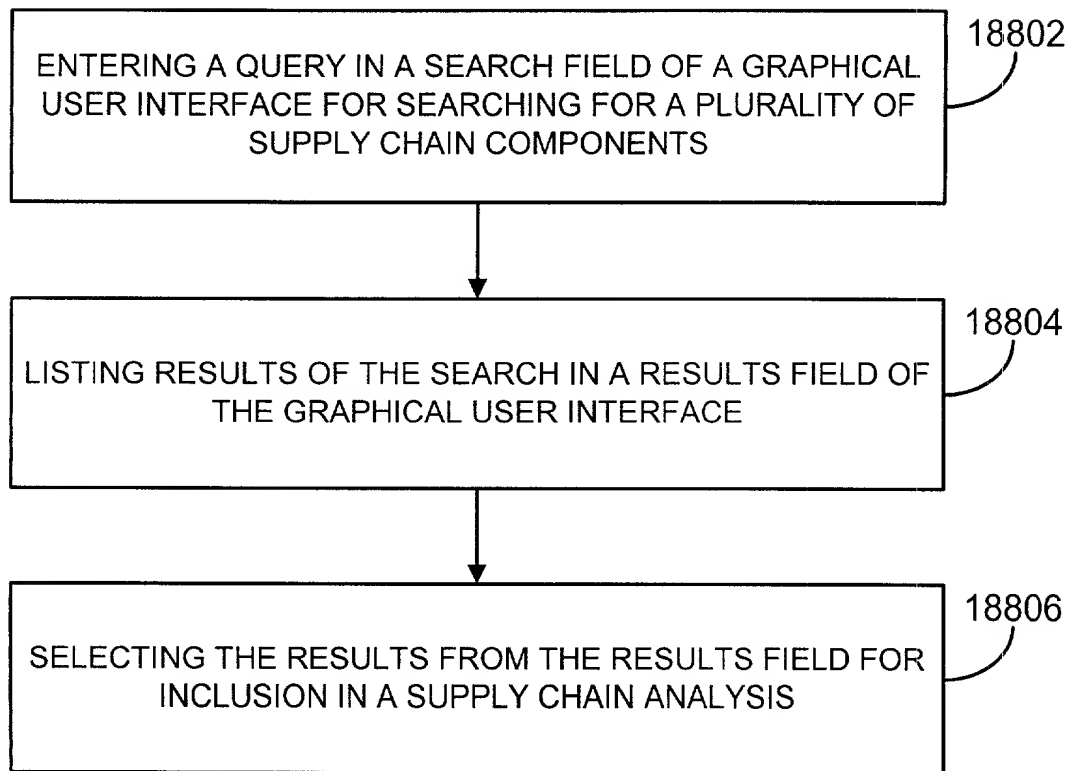 18802
ENTERING A QUERY IN A SEARCH FIELD OF A GRAPHICAL
USER INTERFACE FOR SEARCHING FOR A PLURALITY OF
SUPPLY CHAIN COMPONENTS
18804
LISTING RESULTS OF THE SEARCH IN A RESULTS FIELD OF
THE GRAPHICAL USER INTERFACE
18806
SELECTING THE RESULTS FROM THE RESULTS FIELD FOR
INCLUSION IN A SUPPLY CHAIN ANALYSIS